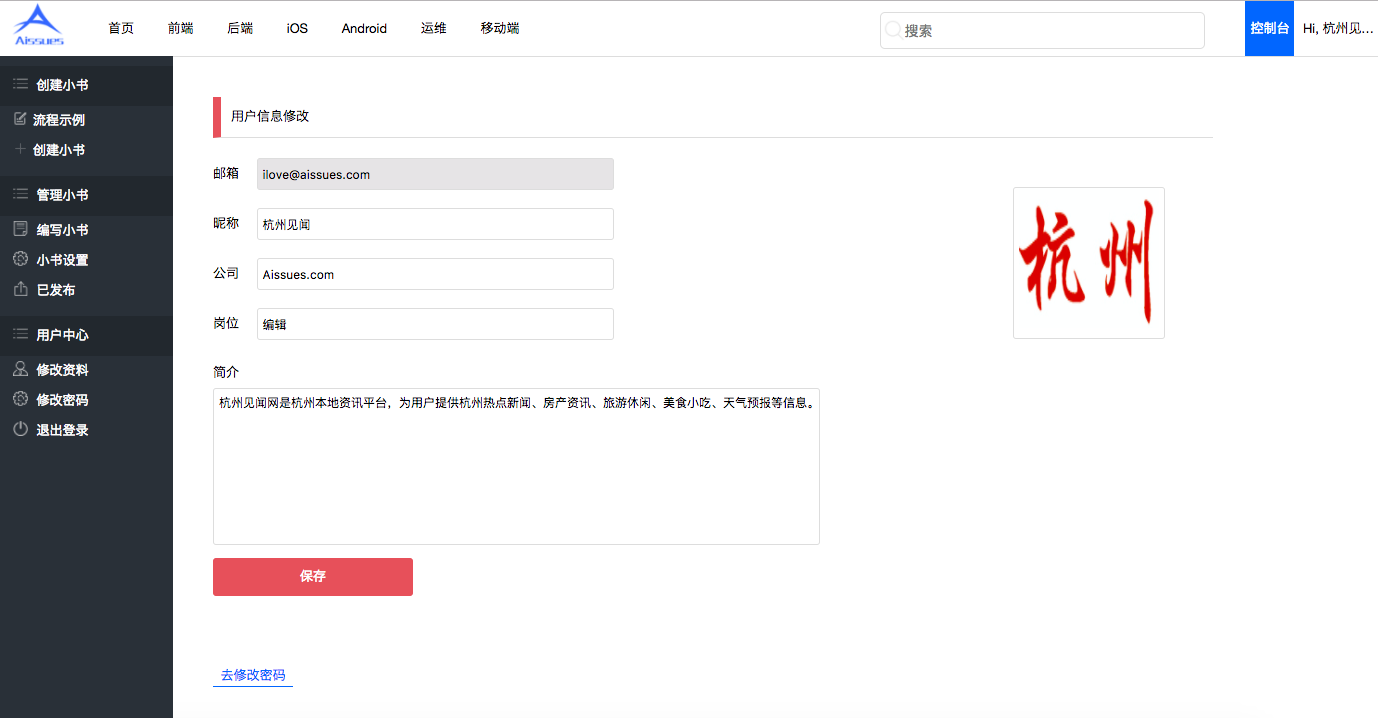 Aissues
首页 前端 后端 iOS Android 运维 移动端
搜索
控制台 Hi, 杭州见...
创建小书
流程示例
创建小书
管理小书
编写小书
小书设置
已发布
用户中心
修改资料
修改密码
退出登录
用户信息修改
邮箱 ilove@aissues.com
昵称 杭州见闻
公司 Aissues.com
岗位 编辑
杭州
简介
杭州见闻网是杭州本地资讯平台，为用户提供杭州热点新闻、房产资讯、旅游休闲、美食小吃、天气预报等信息。
保存
去修改密码